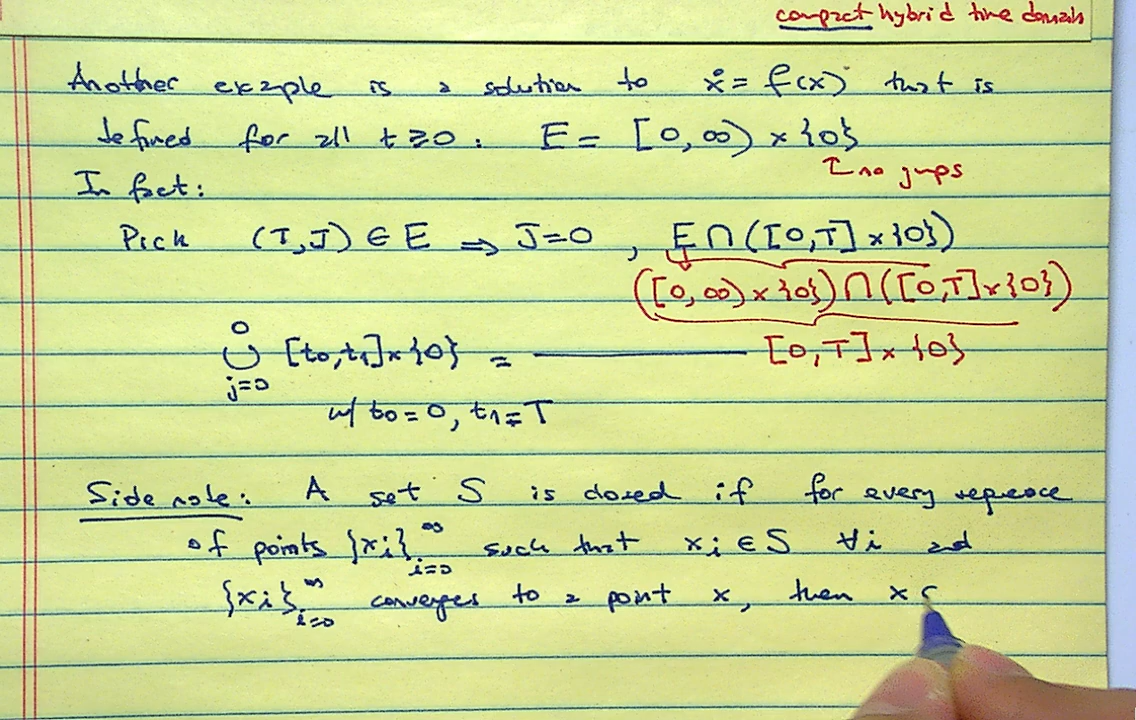 compact hybrid time domain
Another example is a solution to ẋ = f(x) that is
defined for all t ≥ 0 : E = [0,∞) × {0}
↑ no jumps
In fact:
Pick (T,J) ∈ E ⇒ J=0 , E ∩ ([0,T] × {0})
([0,∞) × {0}) ∩ ([0,T] × {0})
0
∪ [t₀,t₁] × {0} = ———— [0,T] × {0}
j=0
w/ t₀ = 0, t₁ = T
Side note: A set S is closed if for every sequence
of points {xᵢ}_{i=0}^∞ such that xᵢ ∈ S ∀i and
{xᵢ}_{i=0}^∞ converges to a point x, then x